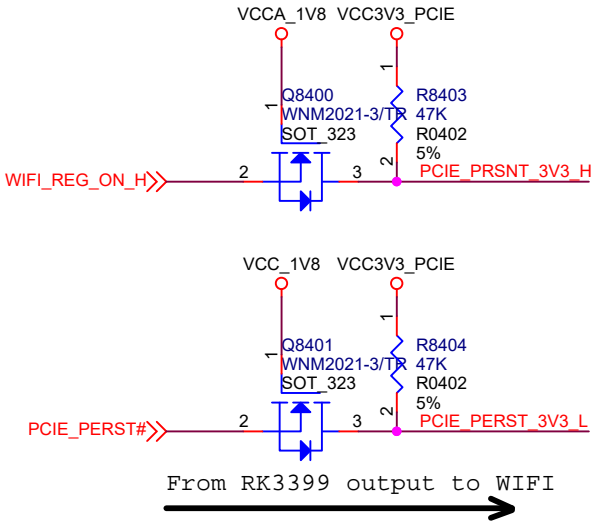 VCCA_1V8 VCC3V3_PCIE
1
Q8400 R8403
1 WNM2021-3/TR 47K
SOT_323 R0402
5%
WIFI_REG_ON_H 2 3 2 PCIE_PRSNT_3V3_H
VCC_1V8 VCC3V3_PCIE
1
Q8401 R8404
1 WNM2021-3/TR 47K
SOT_323 R0402
5%
PCIE_PERST# 2 3 2 PCIE_PERST_3V3_L
From RK3399 output to WIFI